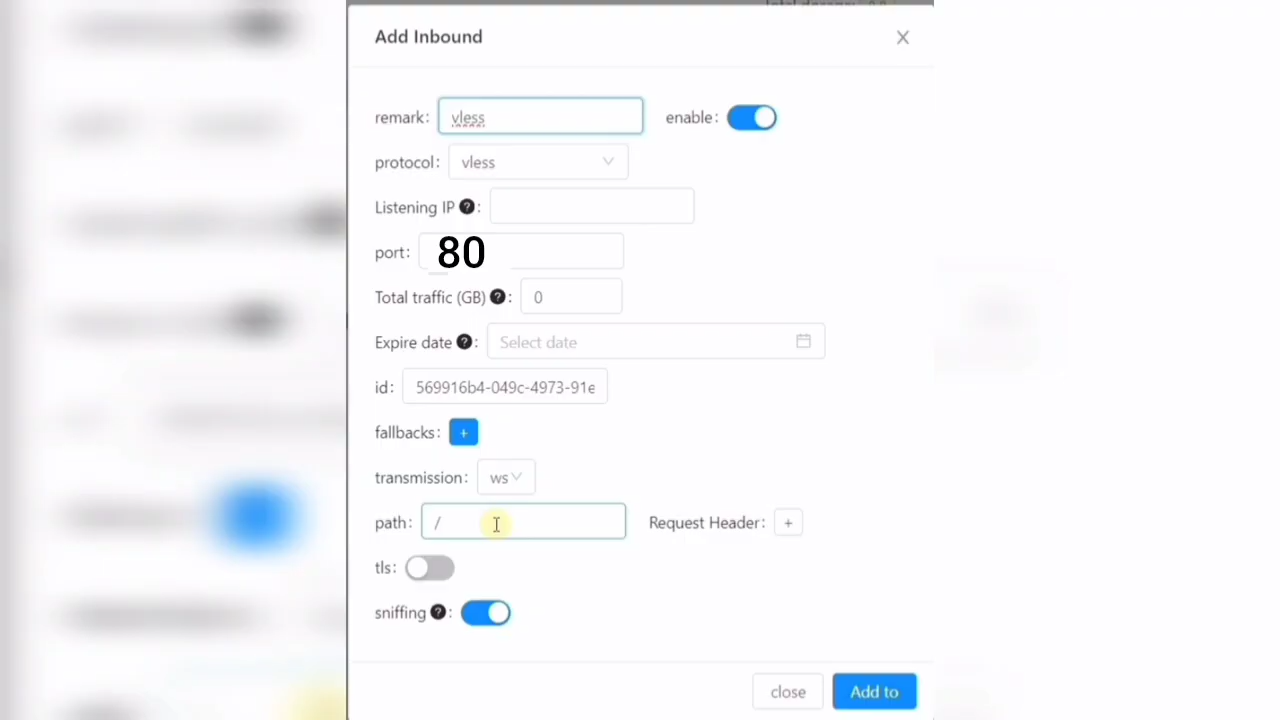 Add Inbound
remark: vless enable:
protocol: vless
Listening IP ? :
port: 80
Total traffic (GB) ? : 0
Expire date ? : Select date
id: 569916b4-049c-4973-91e
fallbacks: +
transmission: ws
path: / Request Header: +
tls:
sniffing ? :
close Add to